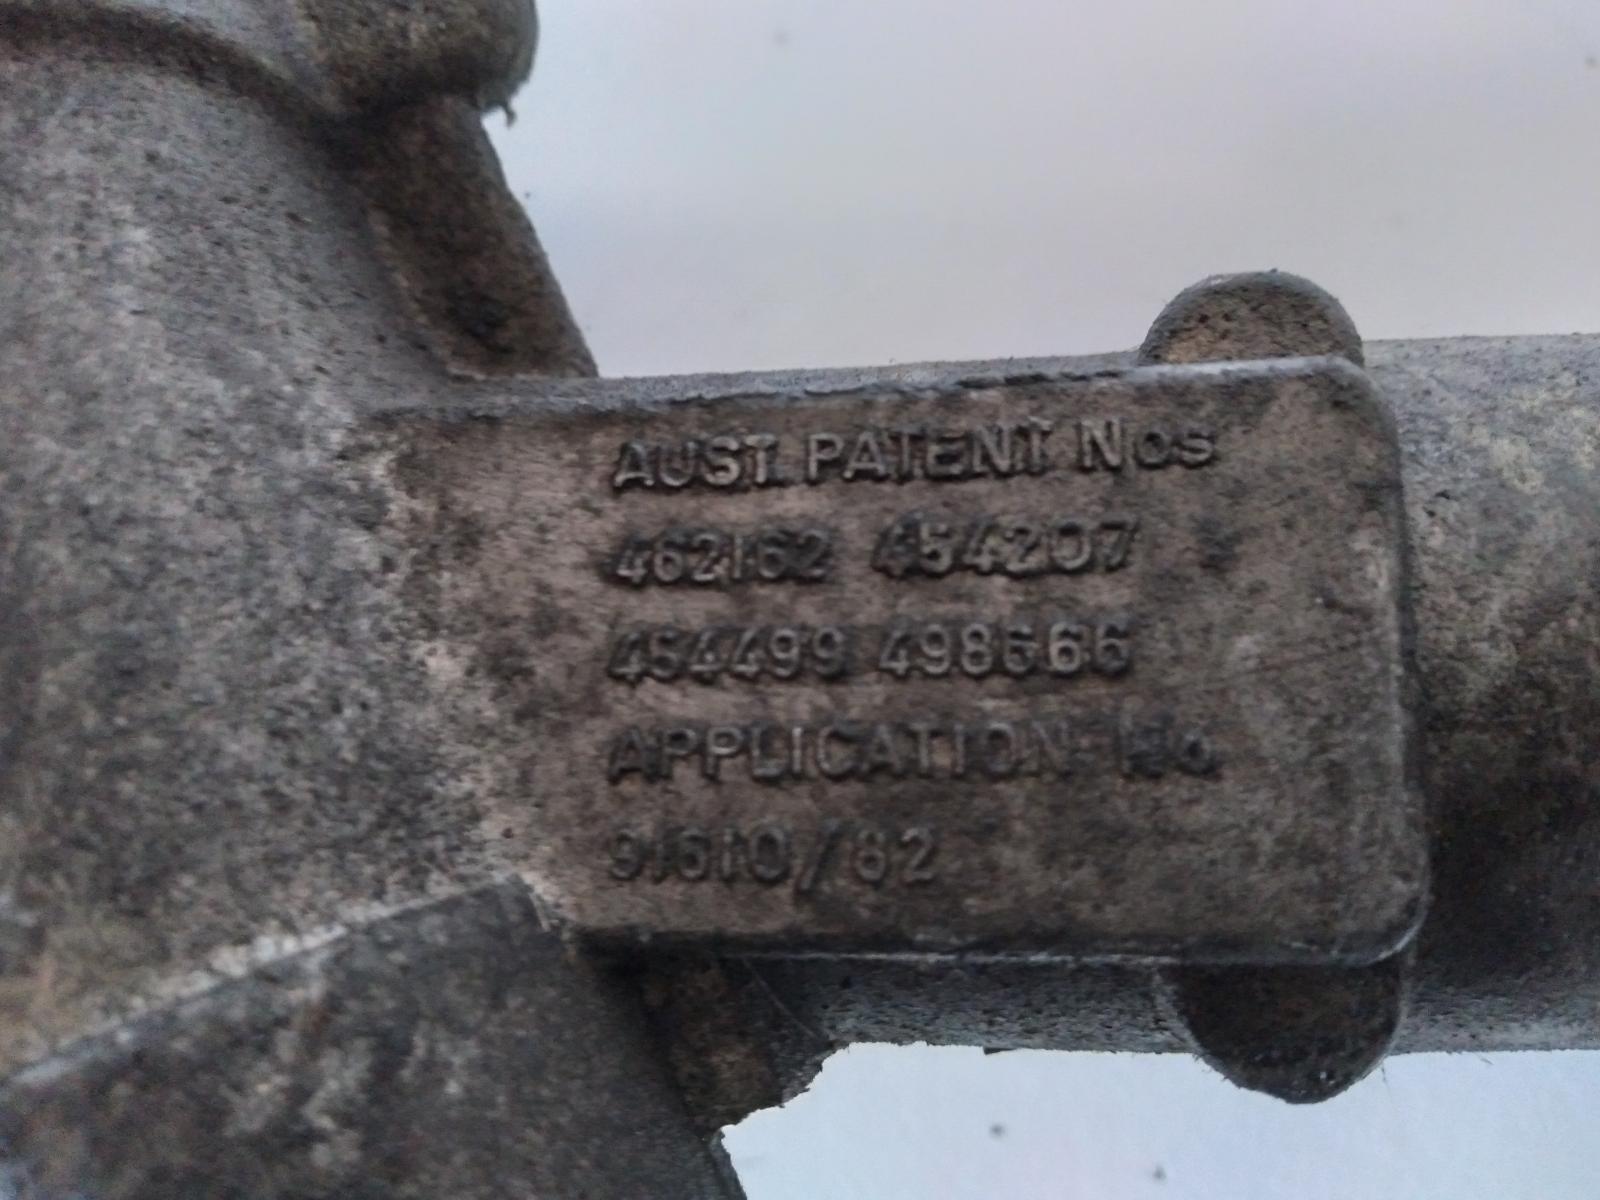 AUST. PATENT Nos
462162 454207
454499 498666
APPLICATION No
91610/82